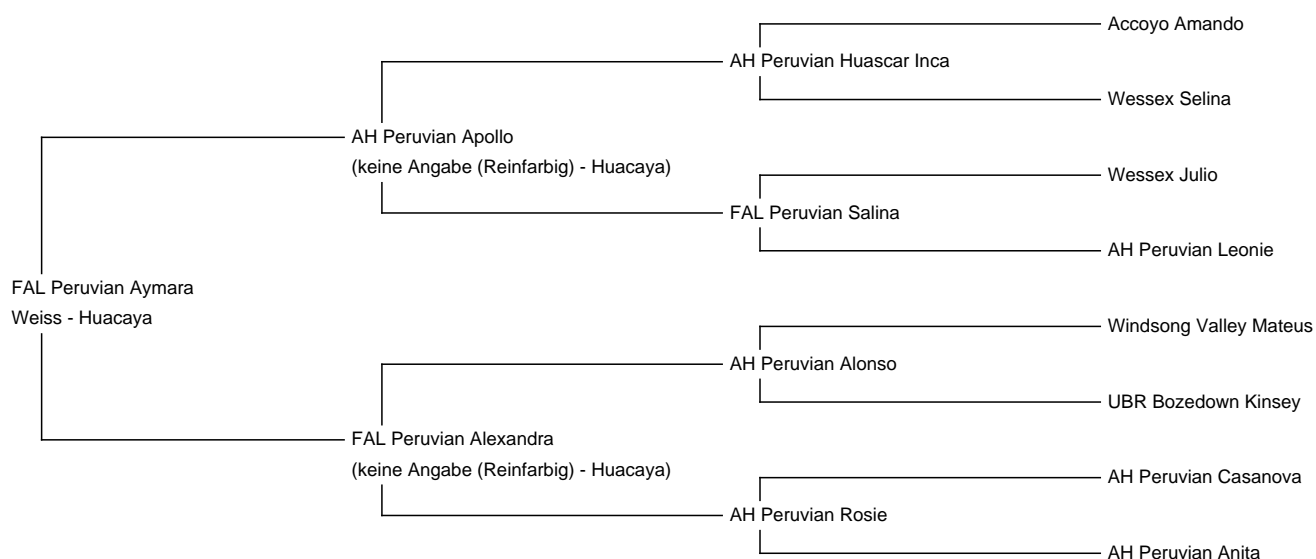 Accoyo Amando
AH Peruvian Huascar Inca
Wessex Selina
AH Peruvian Apollo
(keine Angabe (Reinfarbig) - Huacaya)
Wessex Julio
FAL Peruvian Salina
AH Peruvian Leonie
FAL Peruvian Aymara
Weiss - Huacaya
Windsong Valley Mateus
AH Peruvian Alonso
UBR Bozedown Kinsey
FAL Peruvian Alexandra
(keine Angabe (Reinfarbig) - Huacaya)
AH Peruvian Casanova
AH Peruvian Rosie
AH Peruvian Anita